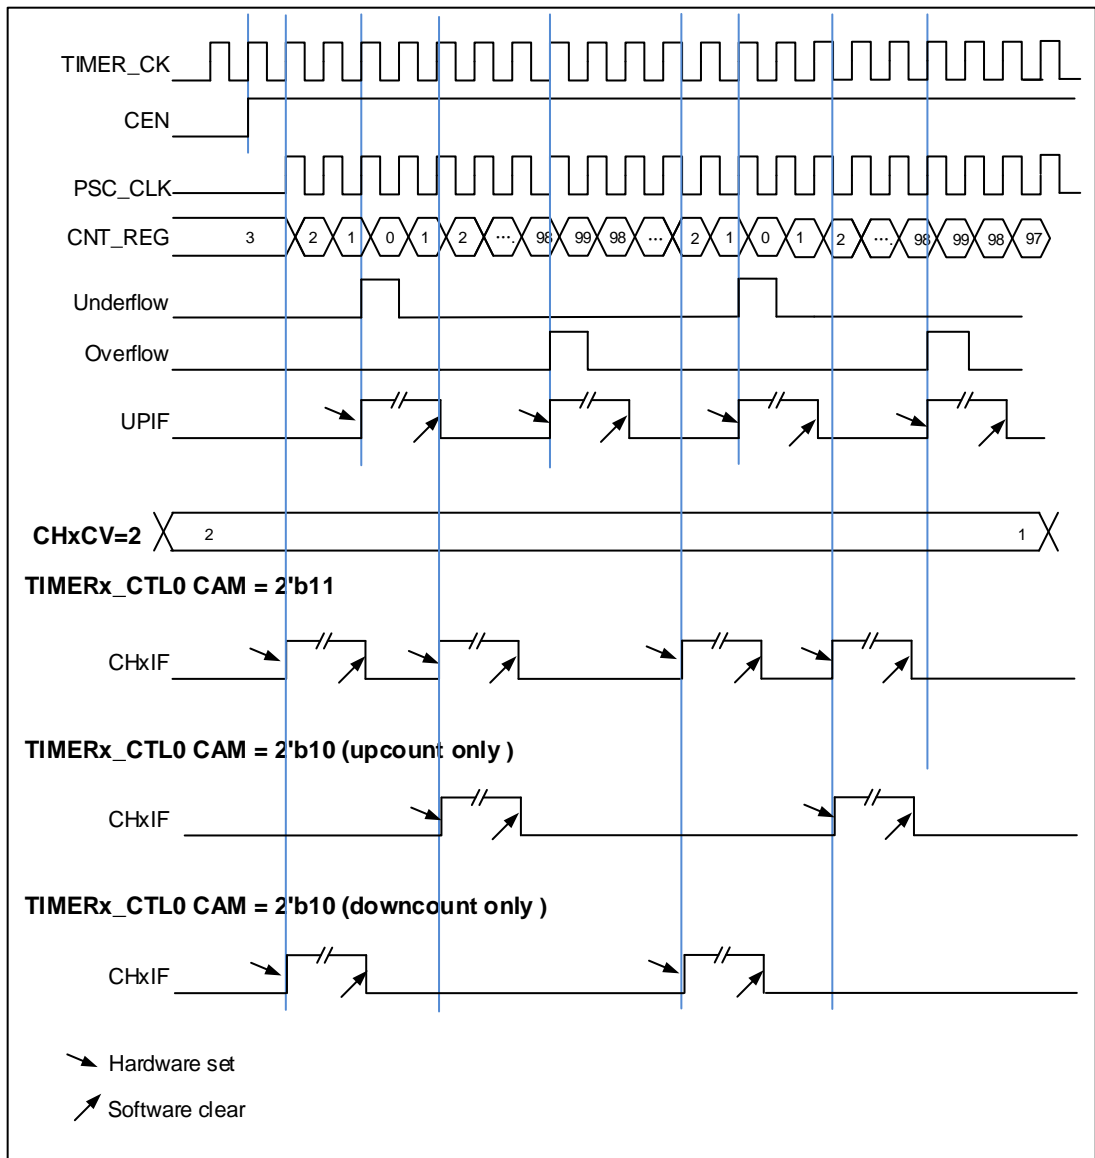 TIMER_CK
CEN
PSC_CLK
CNT_REG 3 2 1 0 1 2 .... 98 99 98 ... 2 1 0 1 2 .... 98 99 98 97
Underflow
Overflow
UPIF
CHxCV=2 2 1
TIMERx_CTL0 CAM = 2'b11
CHxIF
TIMERx_CTL0 CAM = 2'b10 (upcount only )
CHxIF
TIMERx_CTL0 CAM = 2'b10 (downcount only )
CHxIF
Hardware set
Software clear